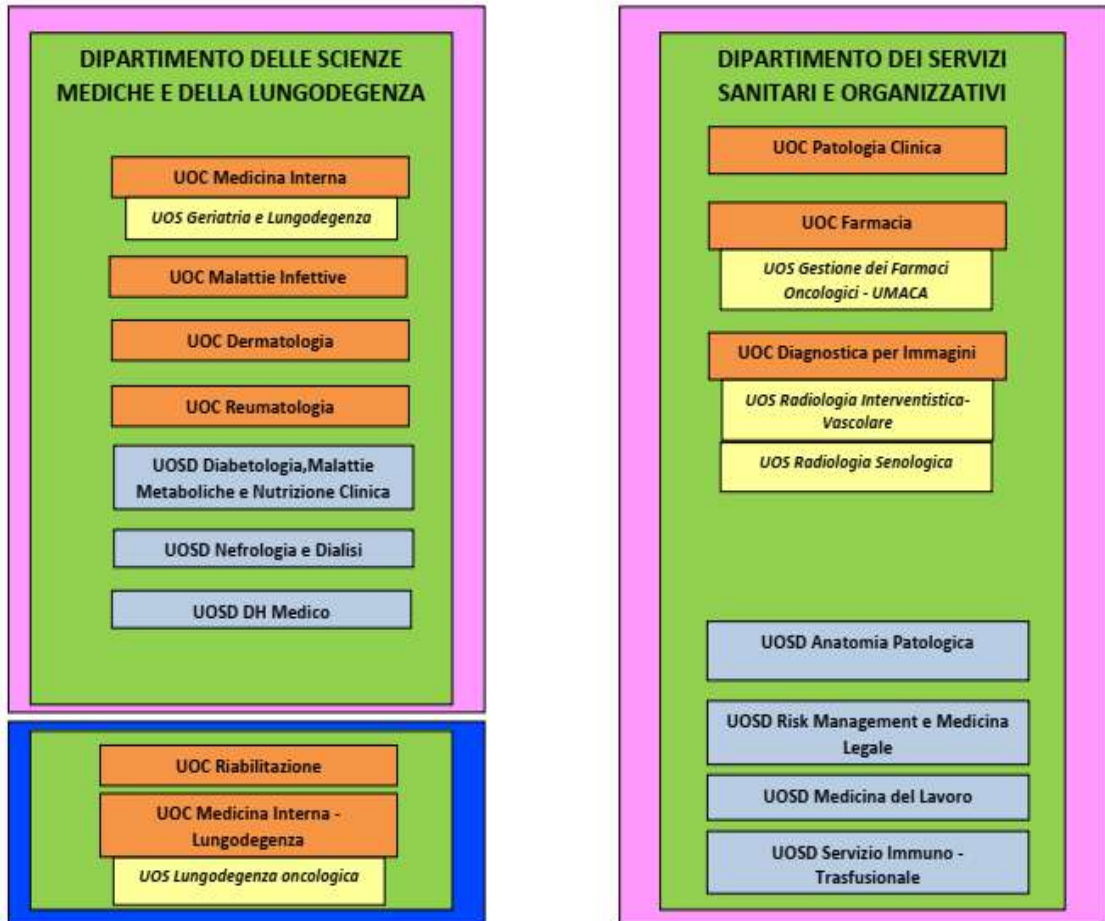 DIPARTIMENTO DELLE SCIENZE
MEDICHE E DELLA LUNGODEGENZA
UOC Medicina Interna
UOS Geriatria e Lungodegenza
UOC Malattie Infettive
UOC Dermatologia
UOC Reumatologia
UOSD Diabetologia,Malattie
Metaboliche e Nutrizione Clinica
UOSD Nefrologia e Dialisi
UOSD DH Medico
UOC Riabilitazione
UOC Medicina Interna -
Lungodegenza
UOS Lungodegenza oncologica
DIPARTIMENTO DEI SERVIZI
SANITARI E ORGANIZZATIVI
UOC Patologia Clinica
UOC Farmacia
UOS Gestione dei Farmaci
Oncologici - UMACA
UOC Diagnostica per Immagini
UOS Radiologia Interventistica-
Vascolare
UOS Radiologia Senologica
UOSD Anatomia Patologica
UOSD Risk Management e Medicina
Legale
UOSD Medicina del Lavoro
UOSD Servizio Immuno -
Trasfusionale